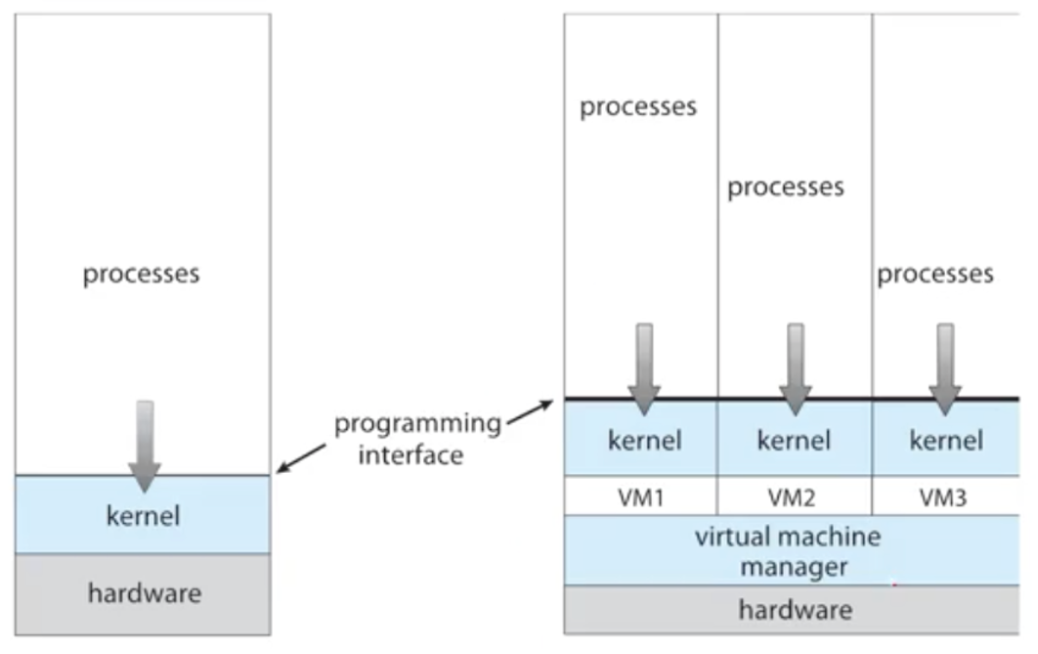 processes
kernel
hardware
programming
interface
processes
processes
processes
kernel
kernel
kernel
VM1
VM2
VM3
virtual machine
manager
hardware